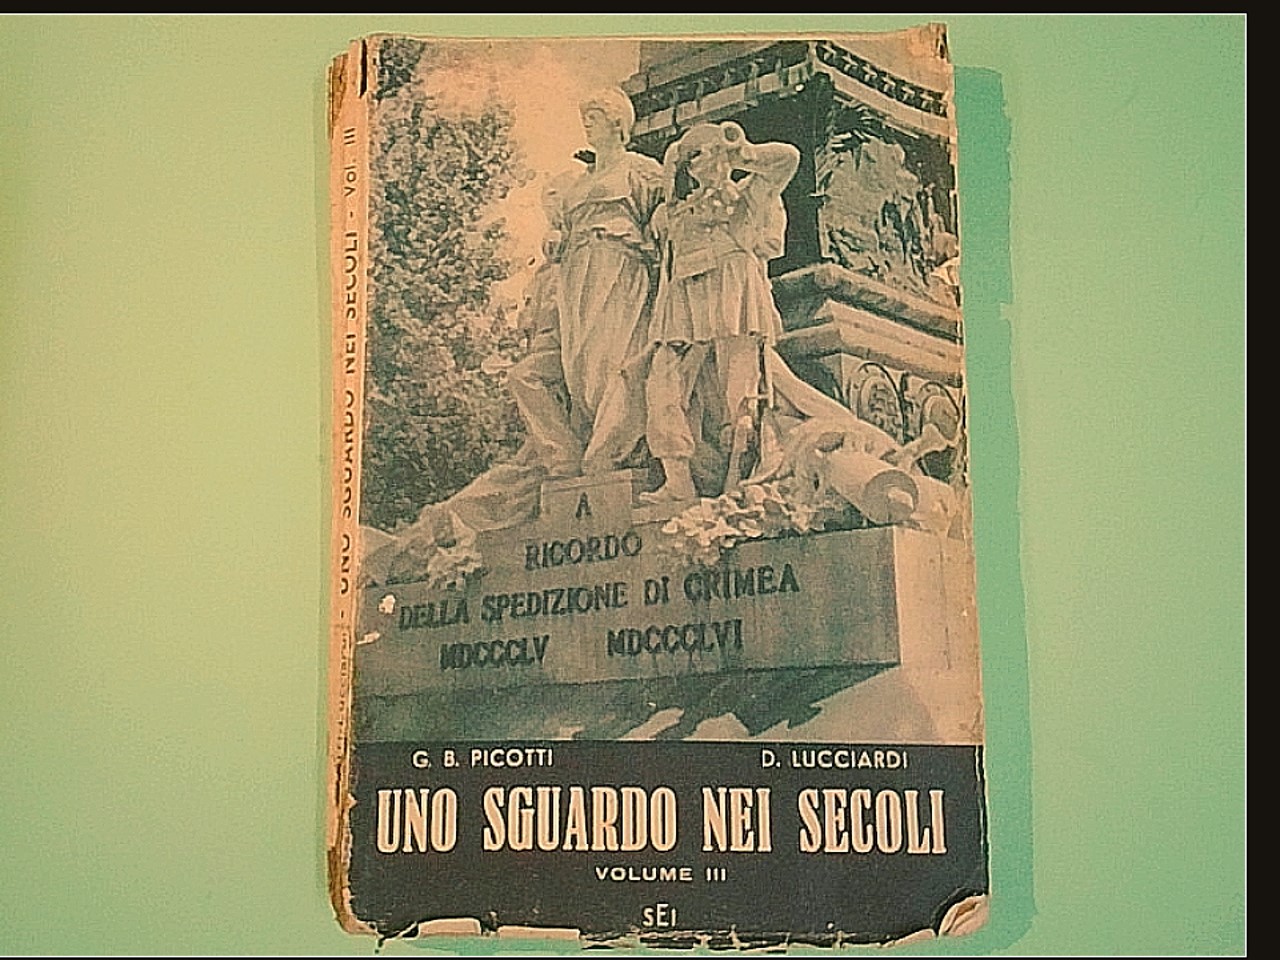 A
RICORDO
DELLA SPEDIZIONE DI CRIMEA
MDCCCLV MDCCCLVI
G. B. PICOTTI D. LUCCIARDI
UNO SGUARDO NEI SECOLI
VOLUME III
SEI
- UNO SGUARDO NEI SECOLI - Vol. III